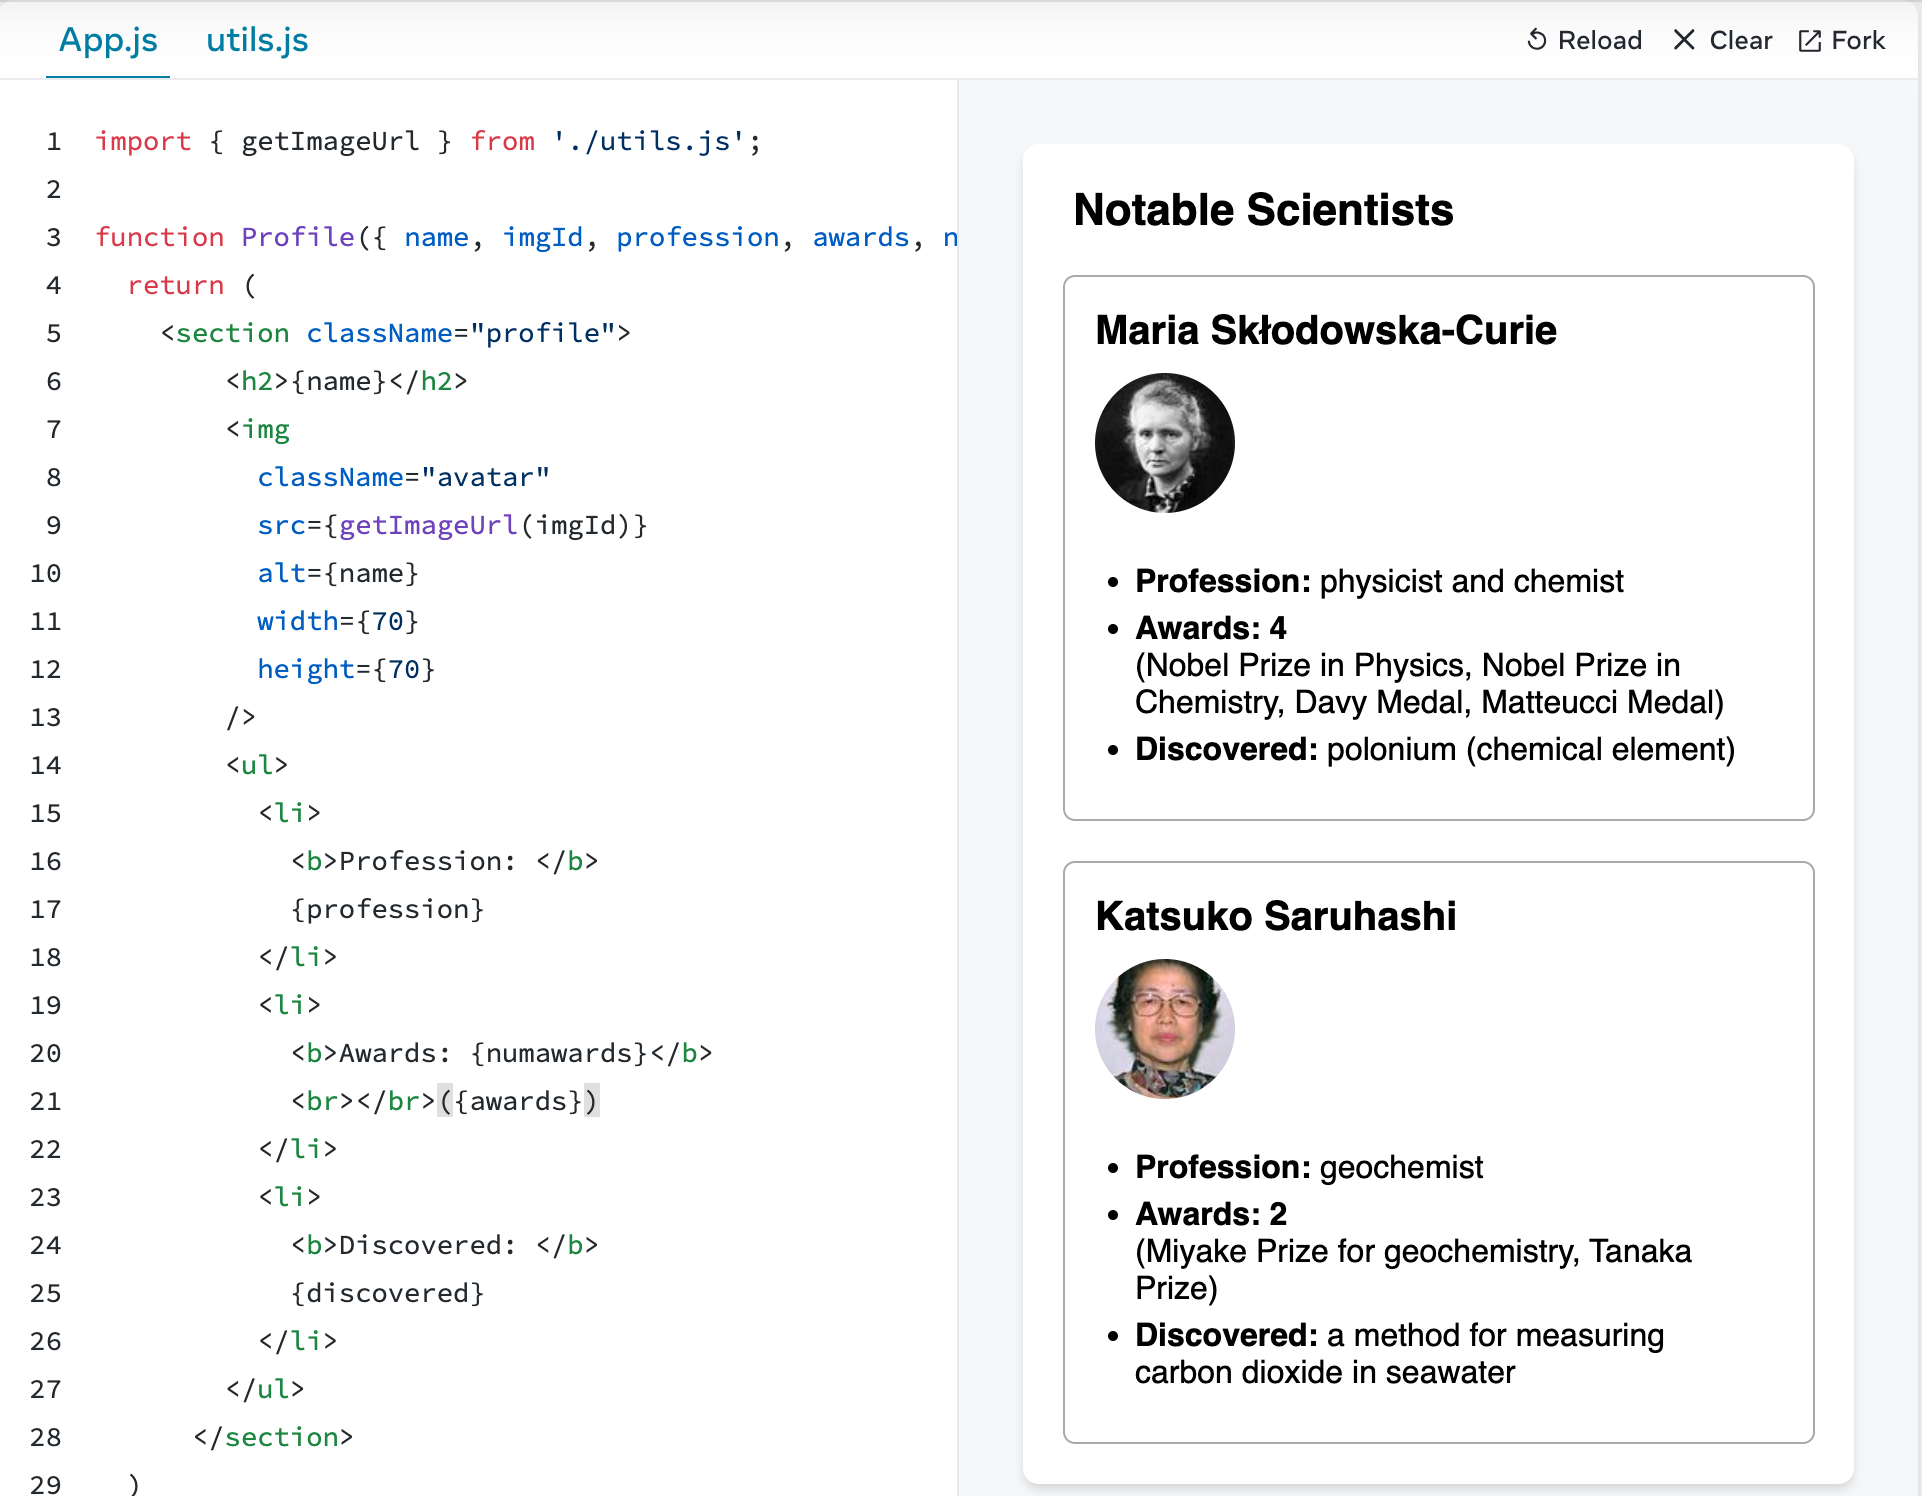 App.js utils.js Reload Clear Fork
1 import { getImageUrl } from './utils.js';
2
3 function Profile({ name, imgId, profession, awards, n
4 return (
5 <section className="profile">
6 <h2>{name}</h2>
7 <img
8 className="avatar"
9 src={getImageUrl(imgId)}
10 alt={name}
11 width={70}
12 height={70}
13 />
14 <ul>
15 <li>
16 <b>Profession: </b>
17 {profession}
18 </li>
19 <li>
20 <b>Awards: {numawards}</b>
21 <br></br>({awards})
22 </li>
23 <li>
24 <b>Discovered: </b>
25 {discovered}
26 </li>
27 </ul>
28 </section>
29 )
Notable Scientists
Maria Skłodowska-Curie
• Profession: physicist and chemist
• Awards: 4
(Nobel Prize in Physics, Nobel Prize in
Chemistry, Davy Medal, Matteucci Medal)
• Discovered: polonium (chemical element)
Katsuko Saruhashi
• Profession: geochemist
• Awards: 2
(Miyake Prize for geochemistry, Tanaka
Prize)
• Discovered: a method for measuring
carbon dioxide in seawater